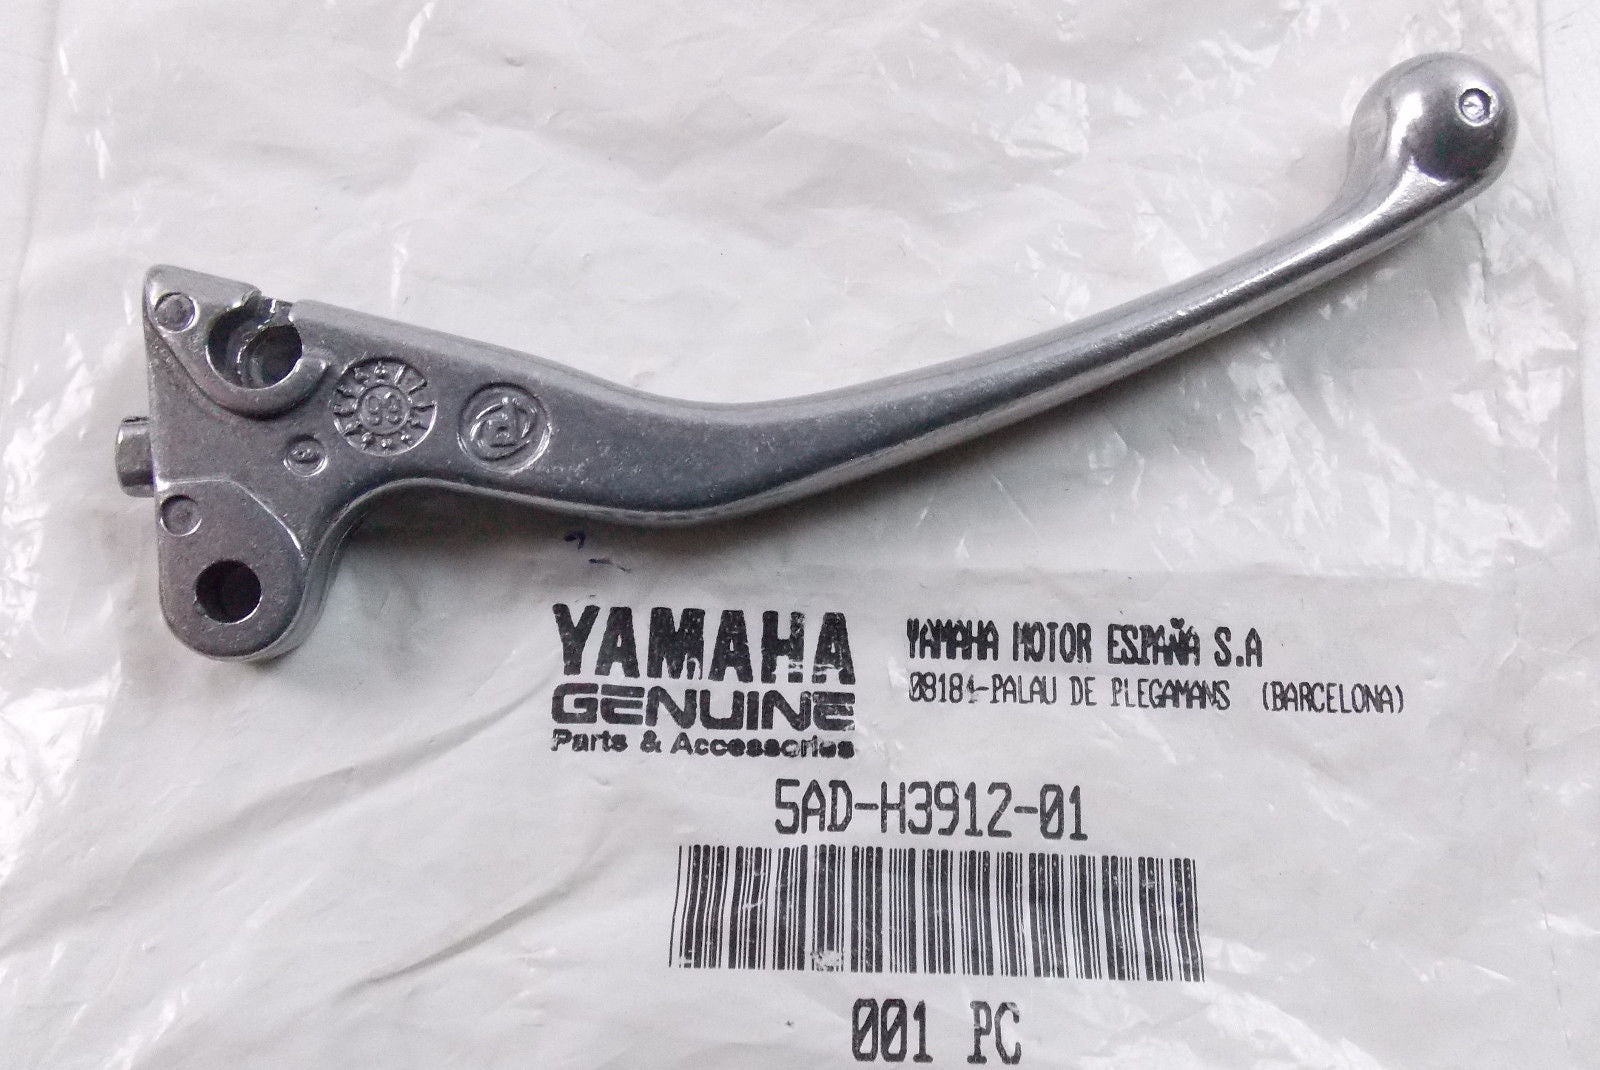 YAMAHA
GENUINE
Parts & Accessories
YAMAHA MOTOR ESPAÑA S.A
08184-PALAU DE PLEGAMANS (BARCELONA)
5AD-H3912-01
001 PC